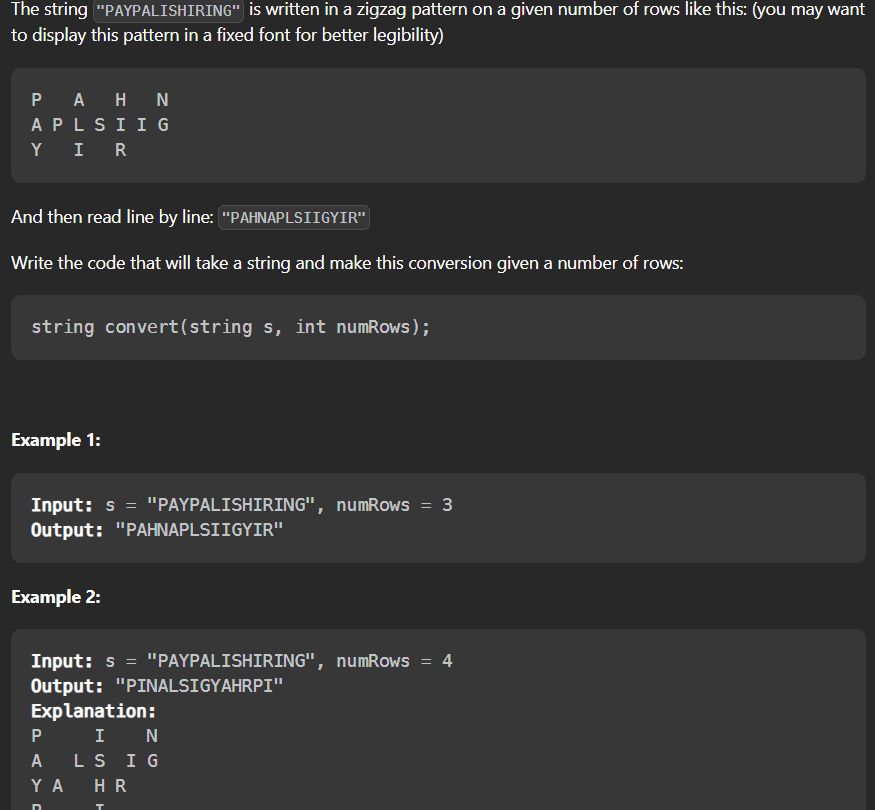 The string "PAYPALISHIRING" is written in a zigzag pattern on a given number of rows like this: (you may want
to display this pattern in a fixed font for better legibility)
P   A   H   N
A P L S I I G
Y   I   R
And then read line by line: "PAHNAPLSIIGYIR"
Write the code that will take a string and make this conversion given a number of rows:
string convert(string s, int numRows);
Example 1:
Input: s = "PAYPALISHIRING", numRows = 3
Output: "PAHNAPLSIIGYIR"
Example 2:
Input: s = "PAYPALISHIRING", numRows = 4
Output: "PINALSIGYAHRPI"
Explanation:
P     I    N
A   L S  I G
Y A   H R
P     I